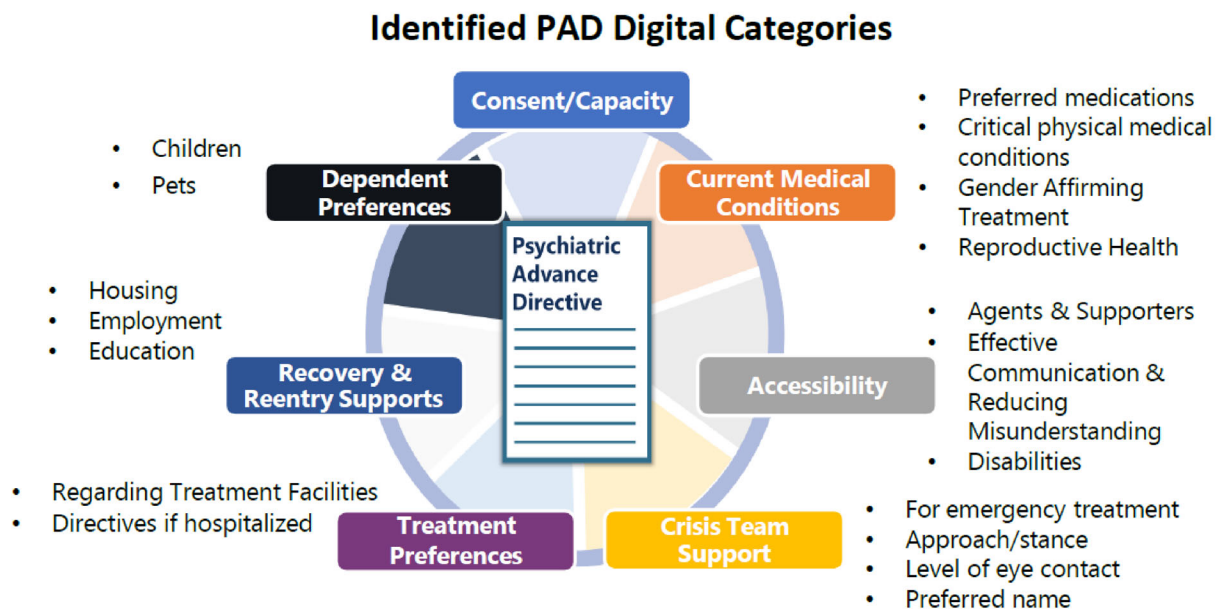 Identified PAD Digital Categories
Consent/Capacity
• Preferred medications
• Critical physical medical
conditions
• Gender Affirming
Treatment
• Reproductive Health
Current Medical
Conditions
• Agents & Supporters
• Effective
Communication &
Reducing
Misunderstanding
• Disabilities
Accessibility
• For emergency treatment
• Approach/stance
• Level of eye contact
• Preferred name
Crisis Team
Support
Treatment
Preferences
• Regarding Treatment Facilities
• Directives if hospitalized
Recovery &
Reentry Supports
• Housing
• Employment
• Education
Dependent
Preferences
• Children
• Pets
Psychiatric
Advance
Directive